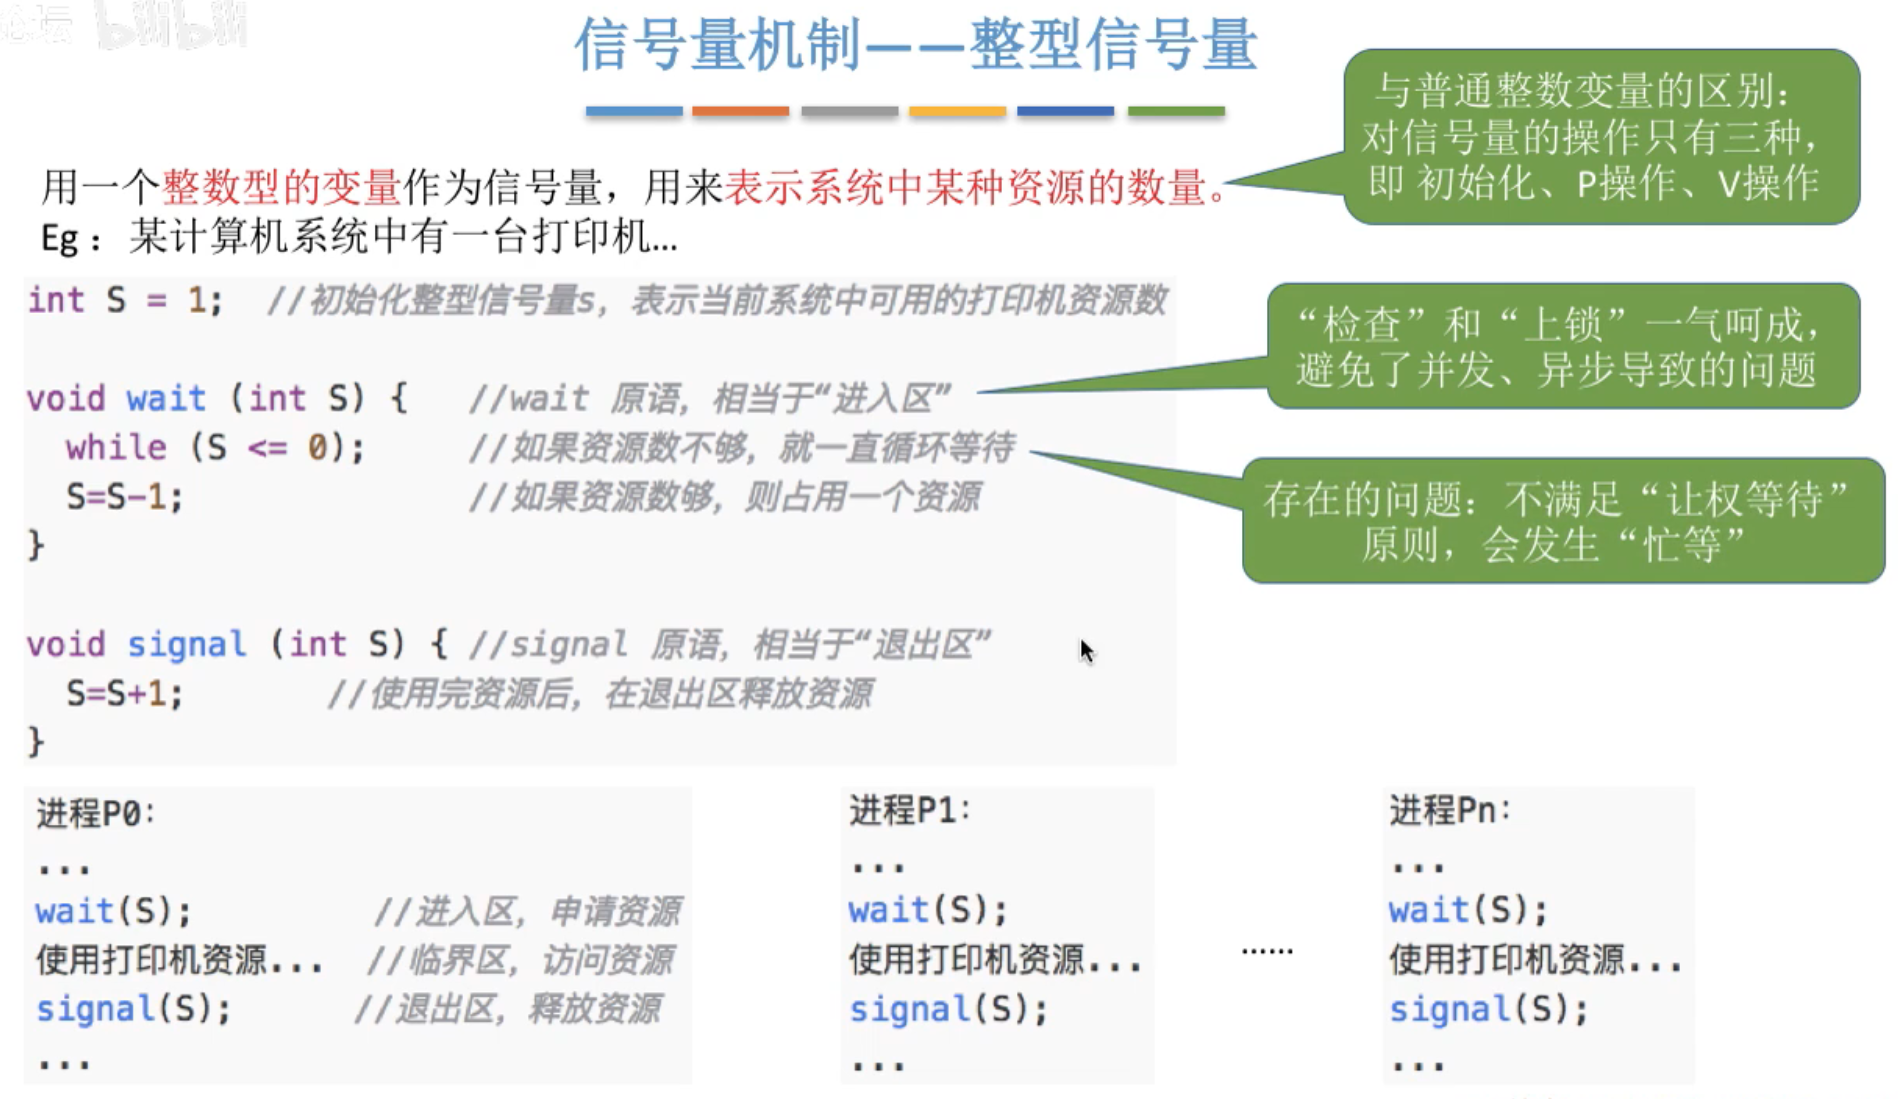 bilibili
信号量机制——整型信号量
与普通整数变量的区别：
对信号量的操作只有三种，
即 初始化、P操作、V操作
用一个整数型的变量作为信号量，用来表示系统中某种资源的数量。
Eg：某计算机系统中有一台打印机…
int S = 1;  //初始化整型信号量s，表示当前系统中可用的打印机资源数
“检查”和“上锁”一气呵成，
避免了并发、异步导致的问题
void wait (int S) {   //wait 原语，相当于“进入区”
while (S <= 0);   //如果资源数不够，就一直循环等待
S=S-1;   //如果资源数够，则占用一个资源
}
存在的问题：不满足“让权等待”
原则，会发生“忙等”
void signal (int S) { //signal 原语，相当于“退出区”
S=S+1;   //使用完资源后，在退出区释放资源
}
进程P0：
...
wait(S);   //进入区，申请资源
使用打印机资源...   //临界区，访问资源
signal(S);   //退出区，释放资源
...
进程P1：
...
wait(S);
使用打印机资源...
signal(S);
...
……
进程Pn：
...
wait(S);
使用打印机资源...
signal(S);
...